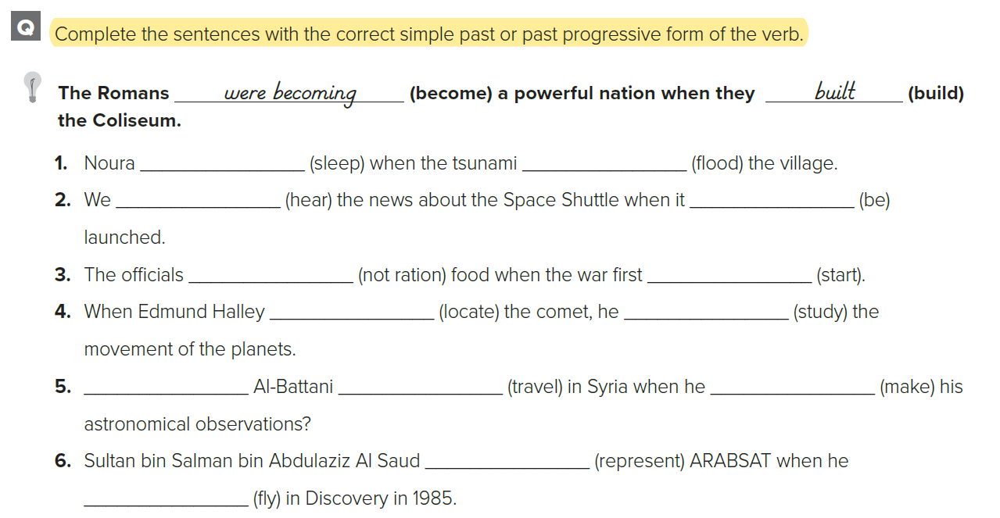 Q Complete the sentences with the correct simple past or past progressive form of the verb.
The Romans ____were becoming____ (become) a powerful nation when they ____built____ (build)
the Coliseum.
1. Noura ________________ (sleep) when the tsunami ________________ (flood) the village.
2. We ________________ (hear) the news about the Space Shuttle when it ________________ (be)
launched.
3. The officials ________________ (not ration) food when the war first ________________ (start).
4. When Edmund Halley ________________ (locate) the comet, he ________________ (study) the
movement of the planets.
5. ________________ Al-Battani ________________ (travel) in Syria when he ________________ (make) his
astronomical observations?
6. Sultan bin Salman bin Abdulaziz Al Saud ________________ (represent) ARABSAT when he
________________ (fly) in Discovery in 1985.